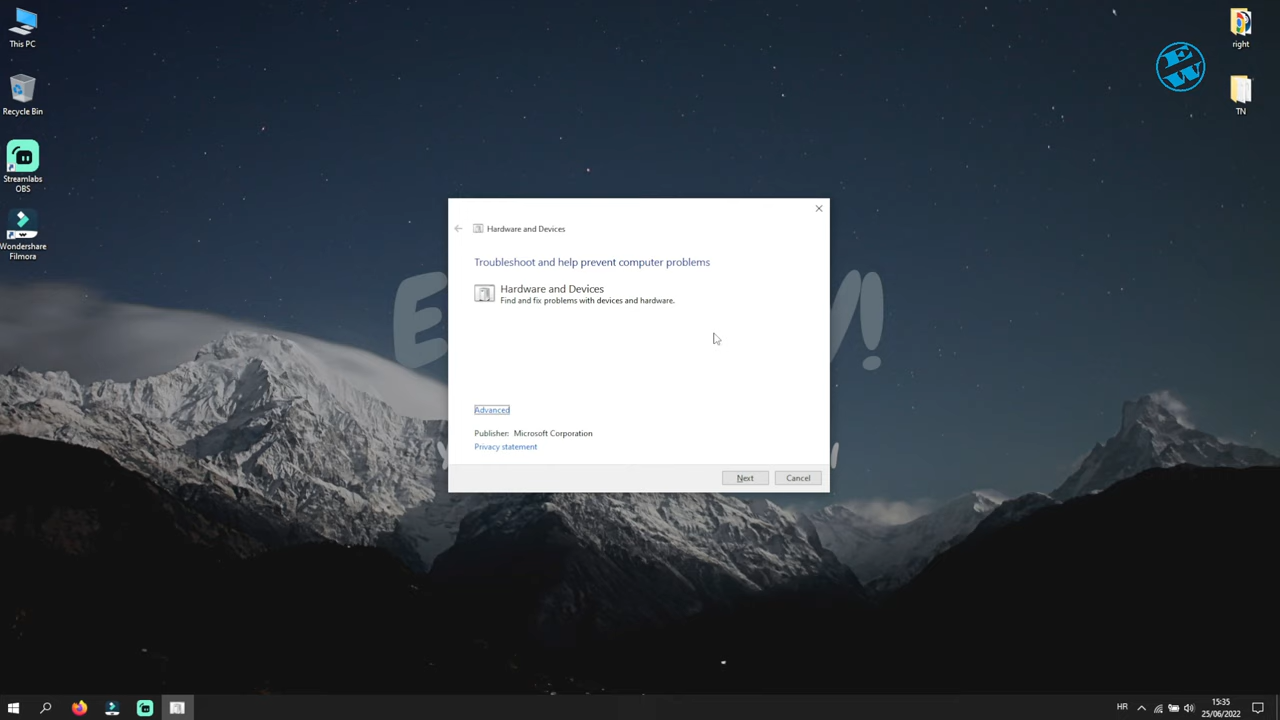 This PC
Recycle Bin
Streamlabs
OBS
Wondershare
Filmora
right
TN
EW
Hardware and Devices
Troubleshoot and help prevent computer problems
Hardware and Devices
Find and fix problems with devices and hardware.
Advanced
Publisher: Microsoft Corporation
Privacy statement
Next
Cancel
HR
15:35
25/06/2022